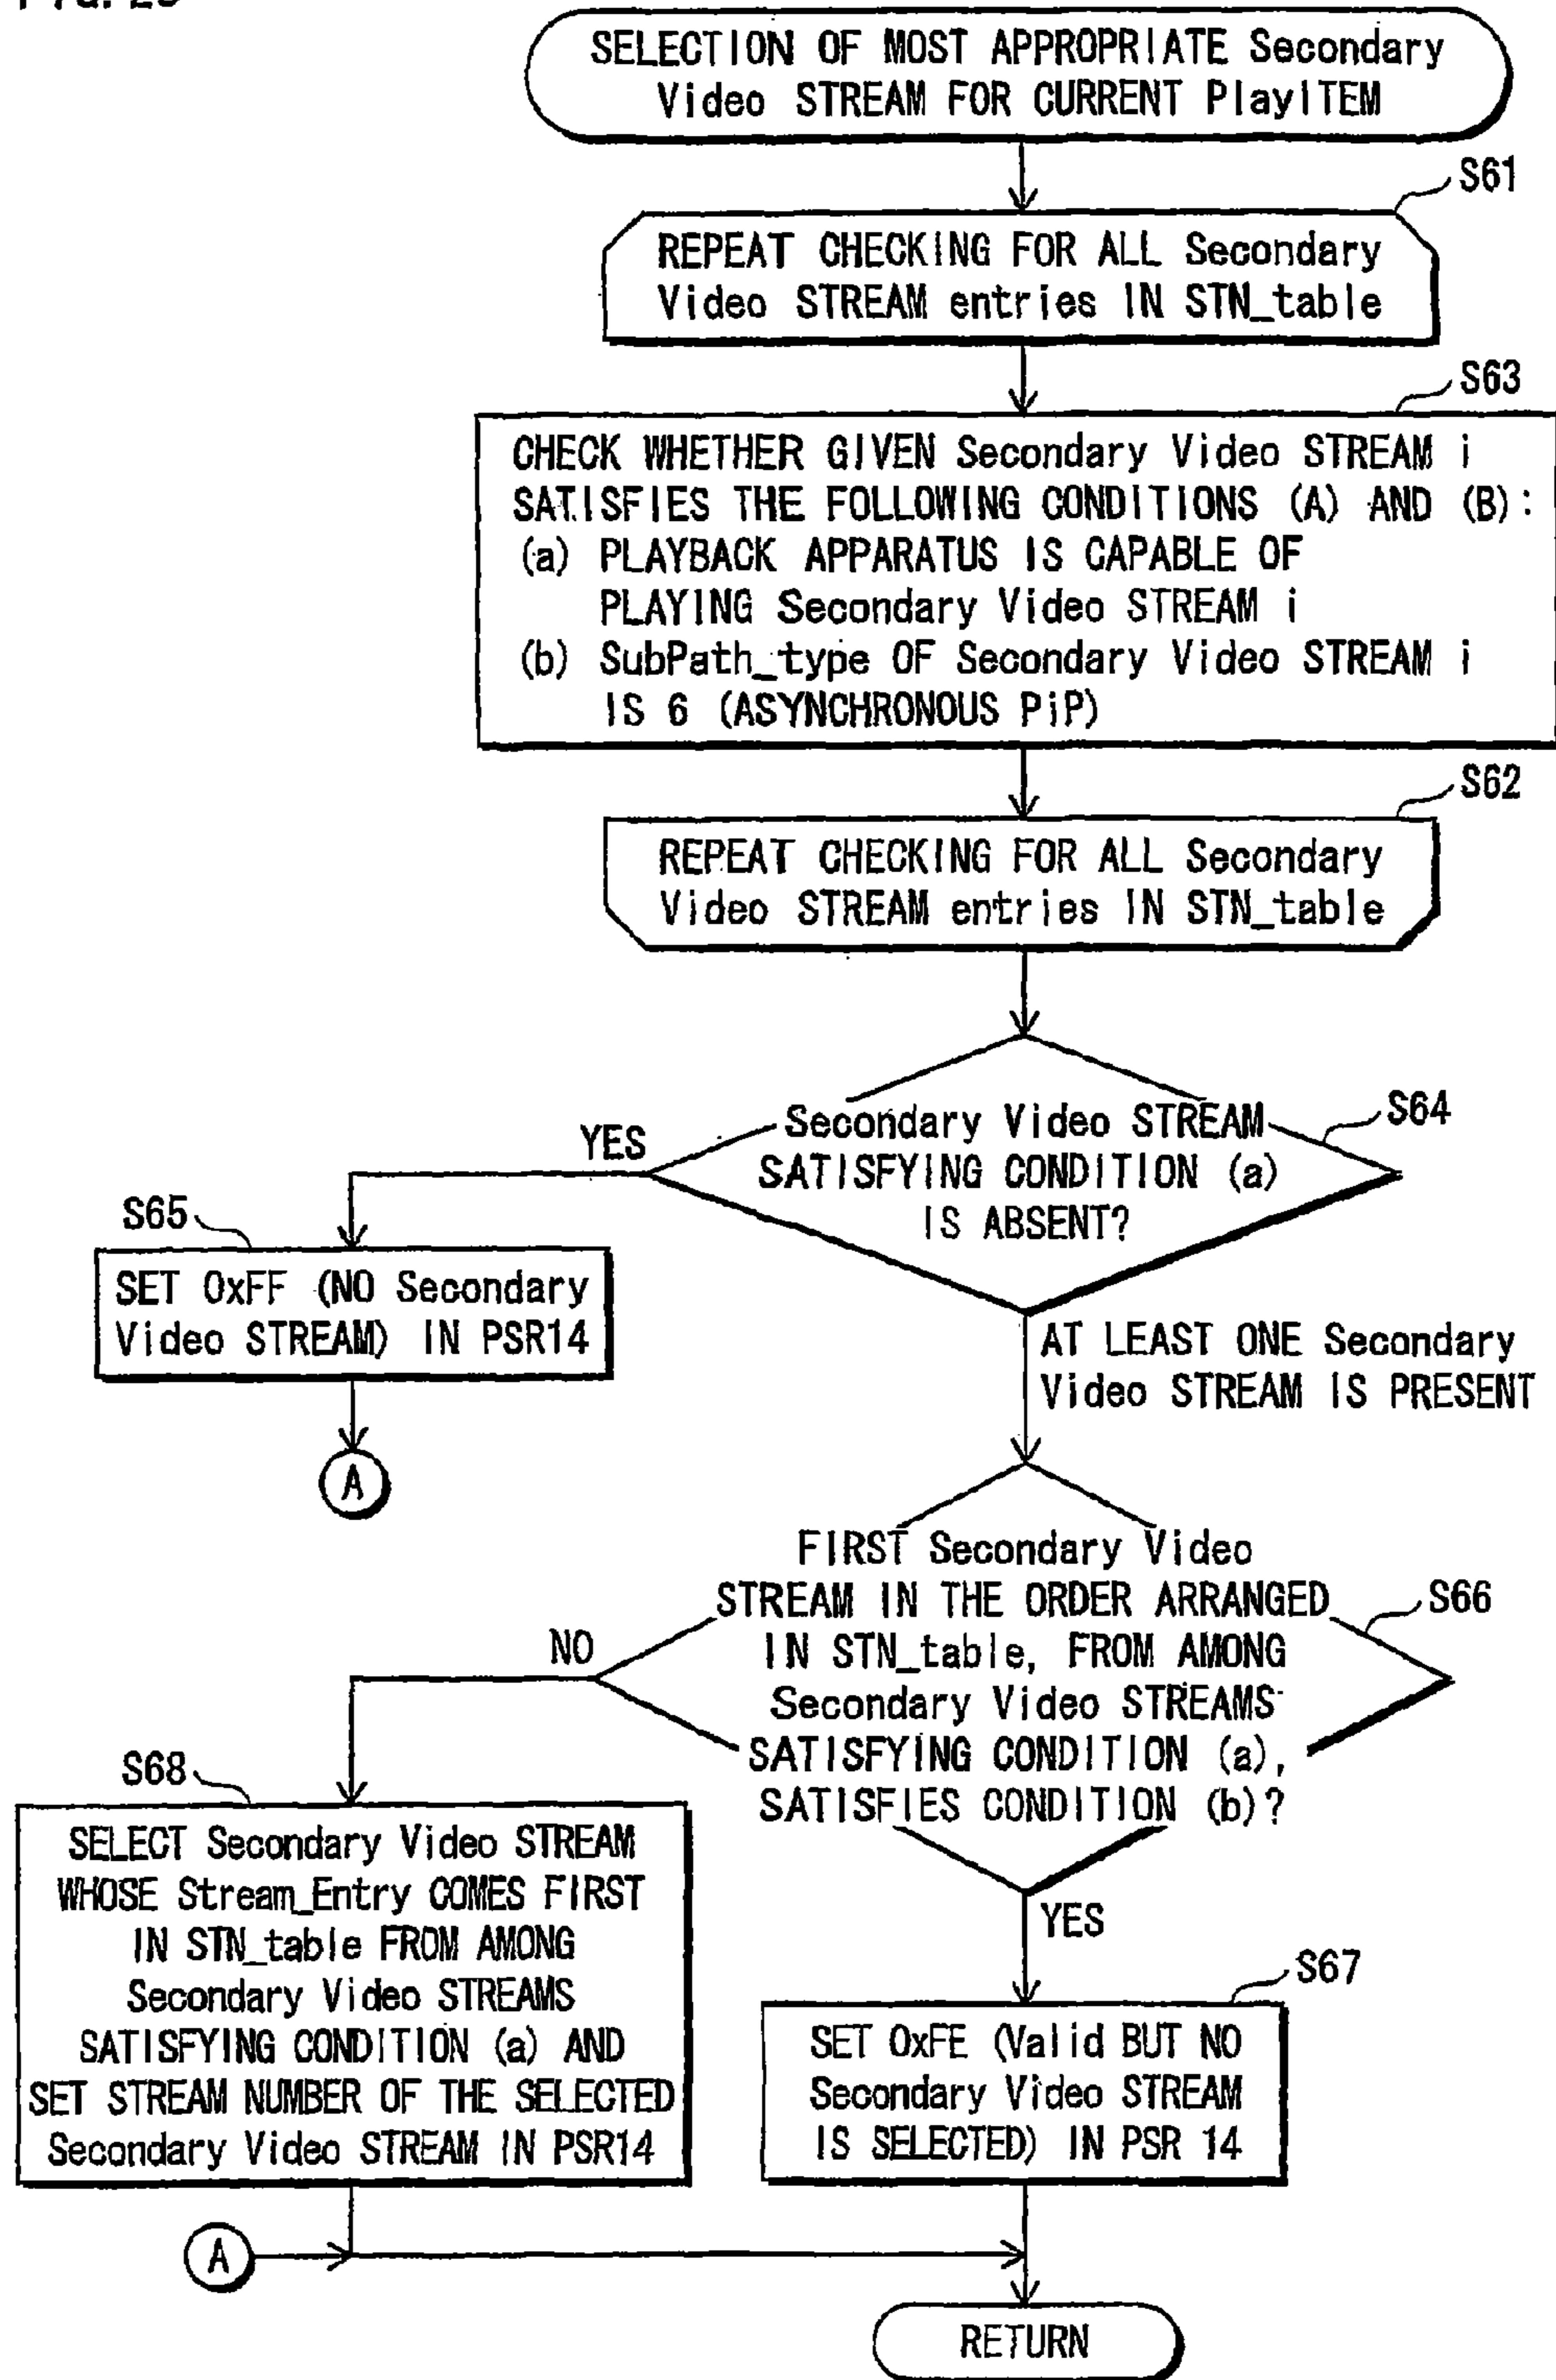 SELECTION OF MOST APPROPRIATE Secondary
Video STREAM FOR CURRENT PlayITEM
S61
REPEAT CHECKING FOR ALL Secondary
Video STREAM entries IN STN_table
S63
CHECK WHETHER GIVEN Secondary Video STREAM i
SATISFIES THE FOLLOWING CONDITIONS (A) AND (B):
(a) PLAYBACK APPARATUS IS CAPABLE OF
PLAYING Secondary Video STREAM i
(b) SubPath_type OF Secondary Video STREAM i
IS 6 (ASYNCHRONOUS PiP)
S62
REPEAT CHECKING FOR ALL Secondary
Video STREAM entries IN STN_table
S64
Secondary Video STREAM
SATISFYING CONDITION (a)
IS ABSENT?
YES
S65
SET 0xFF (NO Secondary
Video STREAM) IN PSR14
A
AT LEAST ONE Secondary
Video STREAM IS PRESENT
FIRST Secondary Video
STREAM IN THE ORDER ARRANGED
IN STN_table, FROM AMONG
Secondary Video STREAMS
SATISFYING CONDITION (a),
SATISFIES CONDITION (b)?
S66
NO
S68
SELECT Secondary Video STREAM
WHOSE Stream_Entry COMES FIRST
IN STN_table FROM AMONG
Secondary Video STREAMS
SATISFYING CONDITION (a) AND
SET STREAM NUMBER OF THE SELECTED
Secondary Video STREAM IN PSR14
YES
S67
SET 0xFE (Valid BUT NO
Secondary Video STREAM
IS SELECTED) IN PSR 14
A
RETURN